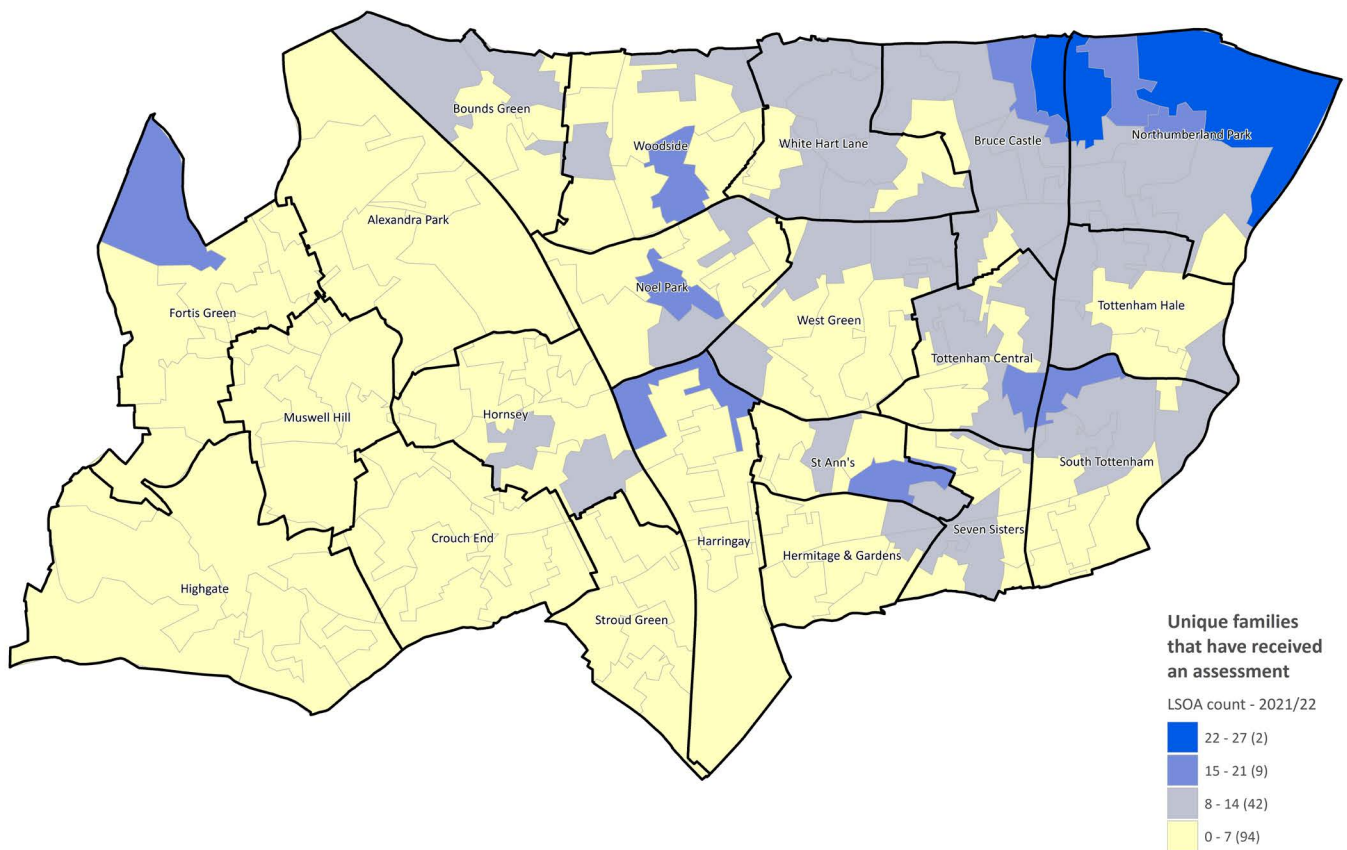 Bounds Green
Woodside
White Hart Lane
Bruce Castle
Northumberland Park
Alexandra Park
Fortis Green
Noel Park
West Green
Tottenham Hale
Tottenham Central
Muswell Hill
Hornsey
St Ann's
South Tottenham
Crouch End
Harringay
Hermitage & Gardens
Seven Sisters
Highgate
Stroud Green
Unique families
that have received
an assessment
LSOA count - 2021/22
22 - 27 (2)
15 - 21 (9)
8 - 14 (42)
0 - 7 (94)